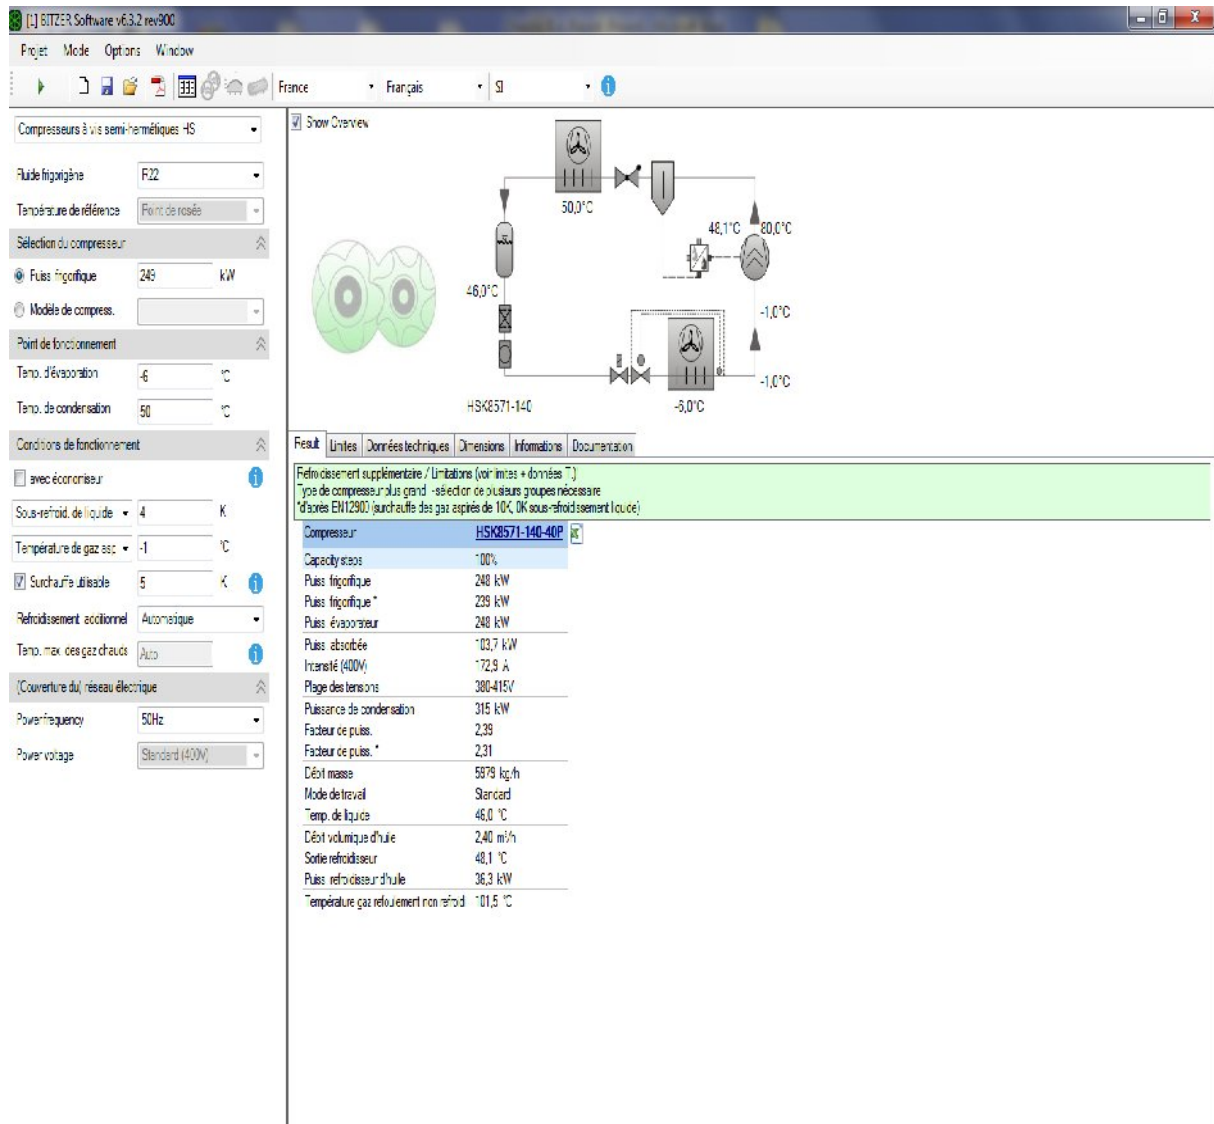 [1] BITZER Software v6.3.2 rev900
Projet Mode Options Window
France Français SI
Compresseurs à vis semi-hermétiques HS
Fluide frigorigène R22
Température de référence Point de rosée
Sélection du compresseur
Puiss. frigorifique 249 kW
Modèle de compress.
Point de fonctionnement
Temp. d'évaporation -6 °C
Temp. de condensation 50 °C
Conditions de fonctionnement
avec économiseur
Sous-refroid. de liquide 4 K
Température de gaz asp -1 °C
Surchauffe utilisable 5 K
Refroidissement additionnel Automatique
Temp. max. des gaz chauds Auto
(Couverture du) réseau électrique
Power frequency 50Hz
Power voltage Standard (400V)
Show Overview
50,0°C
48,1°C 80,0°C
46,0°C
-1,0°C
-1,0°C
HSK8571-140 -6,0°C
Result Limites Données techniques Dimensions Informations Documentation
Refroidissement supplémentaire / Limitations (voir limites + données T.)
Type de compresseur plus grand - sélection de plusieurs groupes nécessaire
*d'après EN12900 (surchauffe des gaz aspirés de 10K, 0K sous-refroidissement liquide)
Compresseur HSK8571-140-40P
Capacity steps 100%
Puiss. frigorifique 248 kW
Puiss. frigorifique * 239 kW
Puiss. évaporateur 248 kW
Puiss. absorbée 103,7 kW
Intensité (400V) 172,9 A
Plage des tensions 380-415V
Puissance de condensation 315 kW
Facteur de puiss. 2,39
Facteur de puiss. * 2,31
Débit masse 5979 kg/h
Mode de travail Standard
Temp. de liquide 46,0 °C
Débit volumique d'huile 2,40 m³/h
Sortie refroidisseur 48,1 °C
Puiss. refroidisseur d'huile 36,3 kW
Température gaz refoulement non refroid 101,5 °C